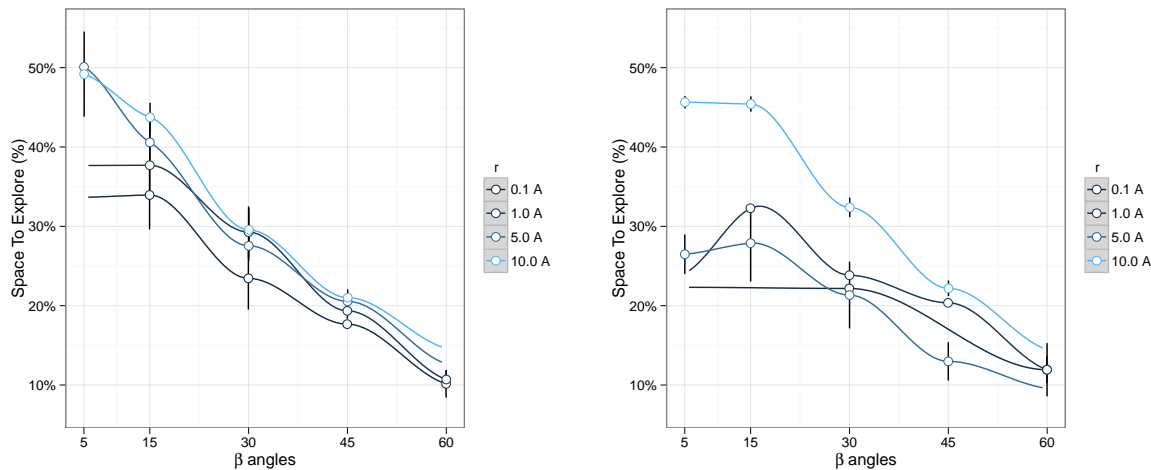 Space To Explore (%)
50%
40%
30%
20%
10%
5 15 30 45 60
β angles
r
0.1 A
1.0 A
5.0 A
10.0 A
Space To Explore (%)
50%
40%
30%
20%
10%
5 15 30 45 60
β angles
r
0.1 A
1.0 A
5.0 A
10.0 A